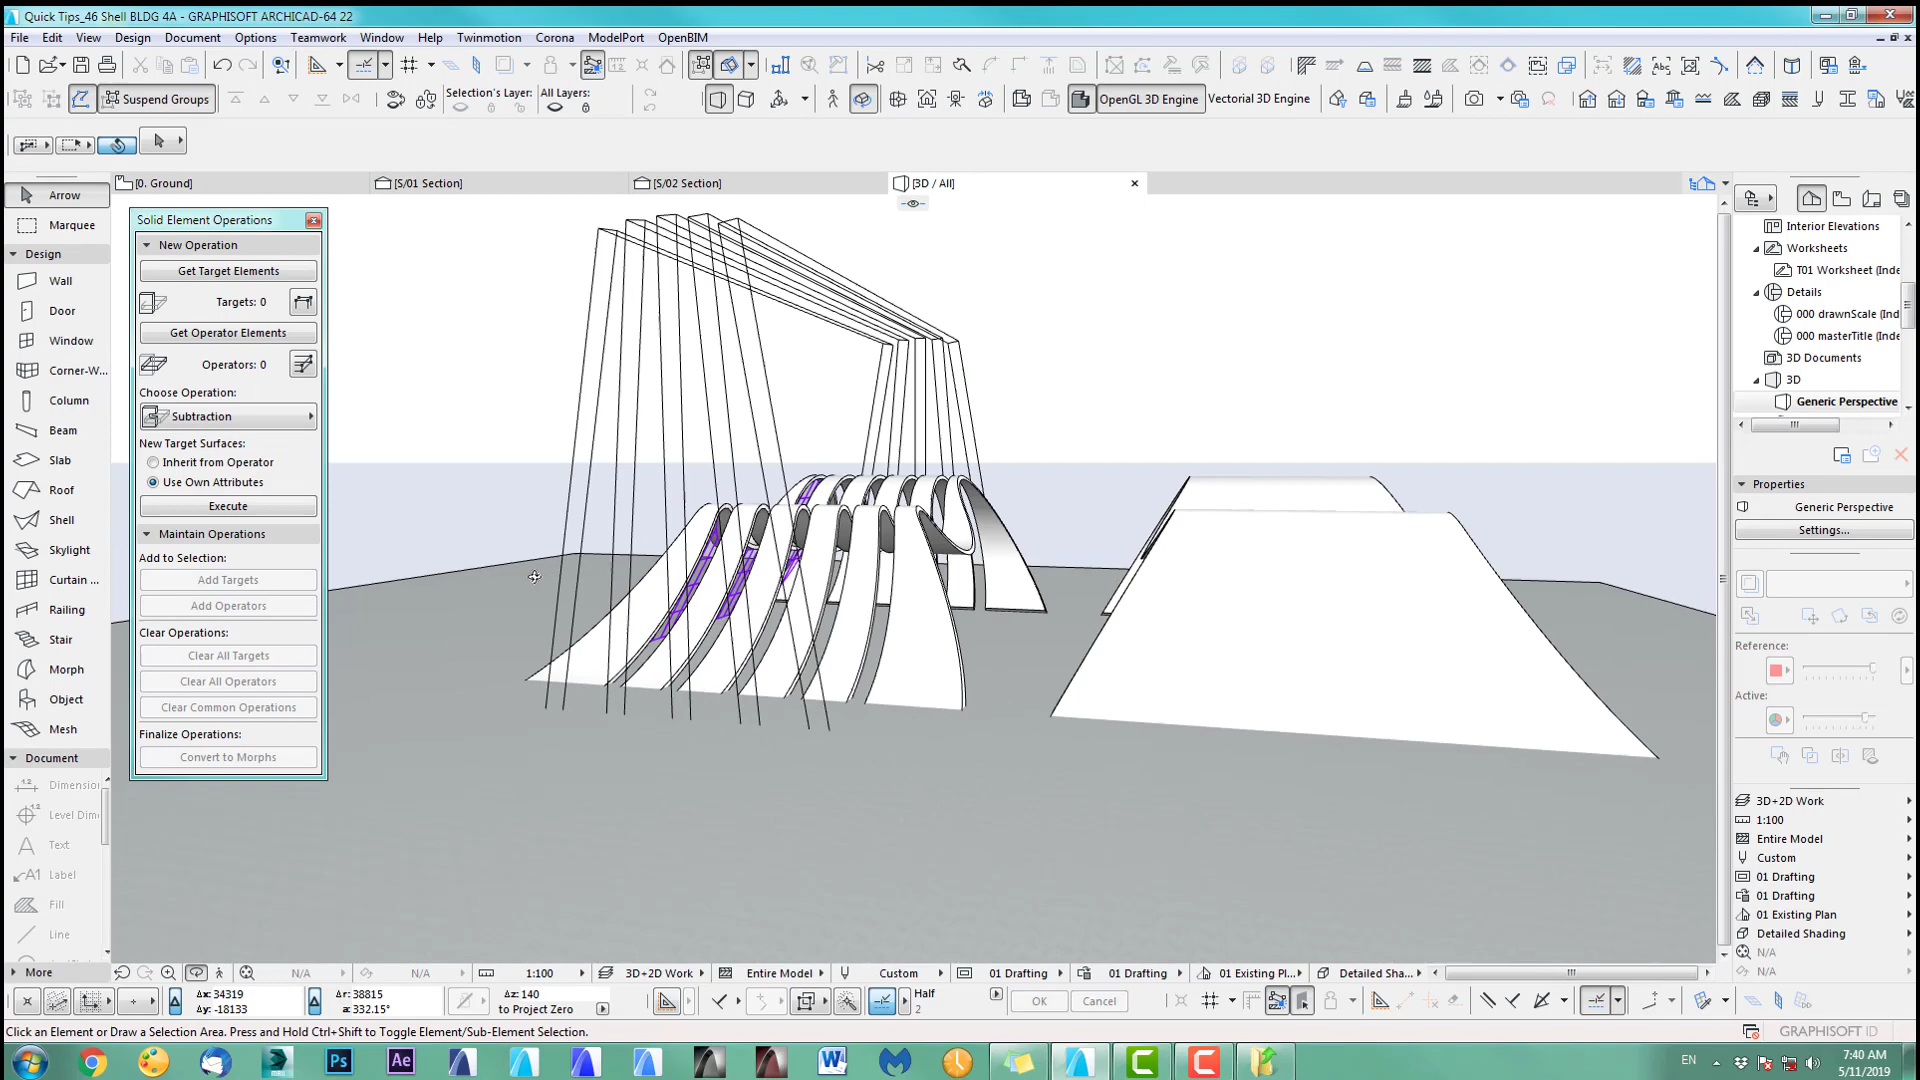 Quick Tips_46 Shell BLDG 4A - GRAPHISOFT ARCHICAD-64 22
File Edit View Design Document Options Teamwork Window Help Twinmotion Corona ModelPort OpenBIM
Suspend Groups
Selection's Layer:
All Layers:
OpenGL 3D Engine
Vectorial 3D Engine
[0. Ground]
[S/01 Section]
[S/02 Section]
[3D / All]
Arrow
Marquee
Design
Wall
Door
Window
Corner-W...
Column
Beam
Slab
Roof
Shell
Skylight
Curtain ...
Railing
Stair
Morph
Object
Mesh
Document
Dimension
Level Dim
Text
A1 Label
Fill
Line
More
Solid Element Operations
New Operation
Get Target Elements
Targets: 0
Get Operator Elements
Operators: 0
Choose Operation:
Subtraction
New Target Surfaces:
Inherit from Operator
Use Own Attributes
Execute
Maintain Operations
Add to Selection:
Add Targets
Add Operators
Clear Operations:
Clear All Targets
Clear All Operators
Clear Common Operations
Finalize Operations:
Convert to Morphs
Interior Elevations
Worksheets
T01 Worksheet (Inde
Details
000 drawnScale (Ind
000 masterTitle (Inde
3D Documents
3D
Generic Perspective
Properties
Generic Perspective
Settings...
Reference:
Active:
3D+2D Work
1:100
Entire Model
Custom
01 Drafting
01 Drafting
01 Existing Plan
Detailed Shading
N/A
N/A
N/A N/A 1:100 3D+2D Work Entire Model Custom 01 Drafting 01 Drafting 01 Existing Pl... Detailed Sha...
Δx: 34319
Δy: -18133
Δr: 38815
a: 332.15°
Δz: 140
to Project Zero
Half
2
OK Cancel
Click an Element or Draw a Selection Area. Press and Hold Ctrl+Shift to Toggle Element/Sub-Element Selection.
GRAPHISOFT ID
Ps
Ae
W
EN
7:40 AM
5/11/2019